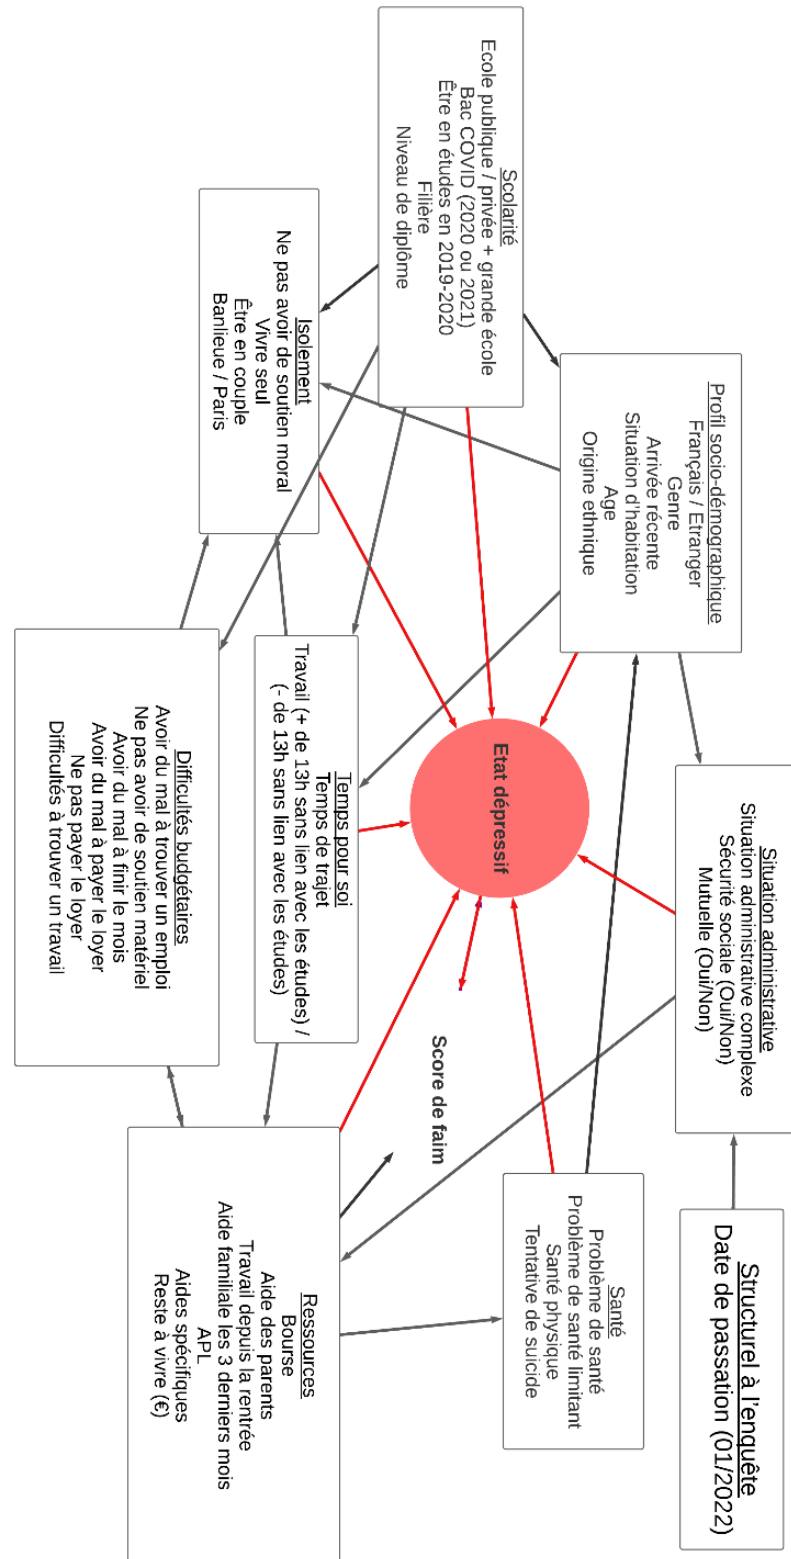 Structurel à l'enquête
Date de passation (01/2022)
Situation administrative
Situation administrative complexe
Sécurité sociale (Oui/Non)
Mutuelle (Oui/Non)
Profil socio-démographique
Français / Etranger
Genre
Arrivée récente
Situation d'habitation
Age
Origine ethnique
Santé
Problème de santé
Problème de santé limitant
Santé physique
Tentative de suicide
Scolarité
Ecole publique / privée + grande école
Bac COVID (2020 ou 2021)
Être en études en 2019-2020
Filière
Niveau de diplôme
Etat dépressif
Score de faim
Isolement
Ne pas avoir de soutien moral
Vivre seul
Être en couple
Banlieue / Paris
Temps pour soi
Temps de trajet
Travail (+ de 13h sans lien avec les études) /
(- de 13h sans lien avec les études)
Ressources
Bourse
Aide des parents
Travail depuis la rentrée
Aide familiale les 3 derniers mois
APL
Aides spécifiques
Reste à vivre (€)
Difficultés budgétaires
Avoir du mal à trouver un emploi
Ne pas avoir de soutien matériel
Avoir du mal à finir le mois
Avoir du mal à payer le loyer
Ne pas payer le loyer
Difficultés à trouver un travail